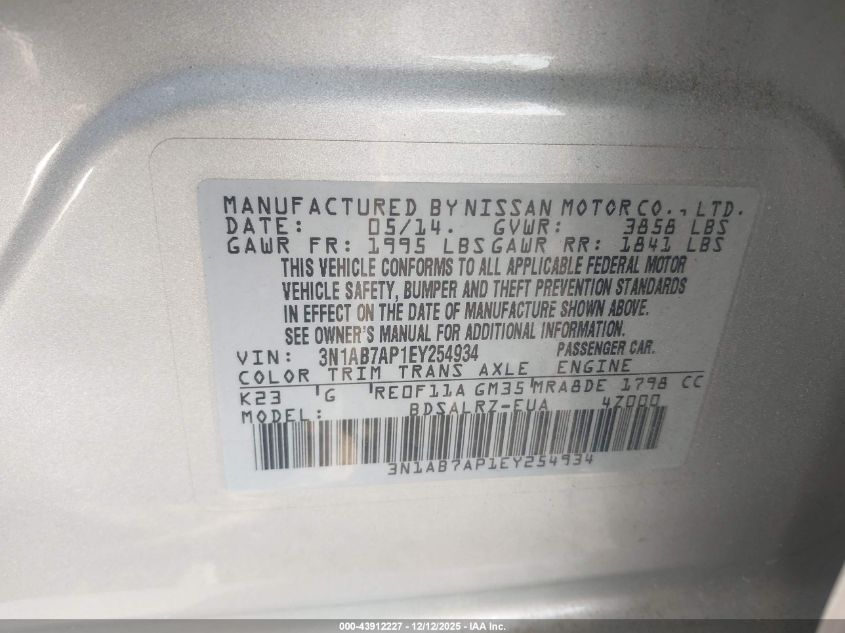 MANUFACTURED BY NISSAN MOTOR CO., LTD.
DATE: 05/14. GVWR: 3858 LBS
GAWR FR: 1995 LBS GAWR RR: 1841 LBS
THIS VEHICLE CONFORMS TO ALL APPLICABLE FEDERAL MOTOR
VEHICLE SAFETY, BUMPER AND THEFT PREVENTION STANDARDS
IN EFFECT ON THE DATE OF MANUFACTURE SHOWN ABOVE.
SEE OWNER'S MANUAL FOR ADDITIONAL INFORMATION.
VIN: 3N1AB7AP1EY254934 PASSENGER CAR.
COLOR TRIM TRANS AXLE ENGINE
K23 G RE0F11A GM35 MRA8DE 1798 CC
MODEL: BDSALRZ-EUA 4Z000
3N1AB7AP1EY254934
000-43912227 - 12/12/2025 - IAA Inc.